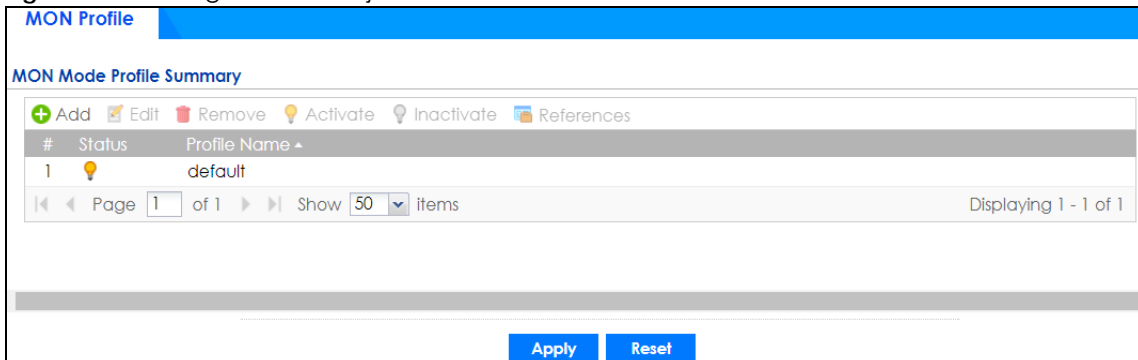 MON Profile
MON Mode Profile Summary
Add Edit Remove Activate Inactivate References
# Status Profile Name
1 default
Page 1 of 1 Show 50 items Displaying 1 - 1 of 1
Apply Reset